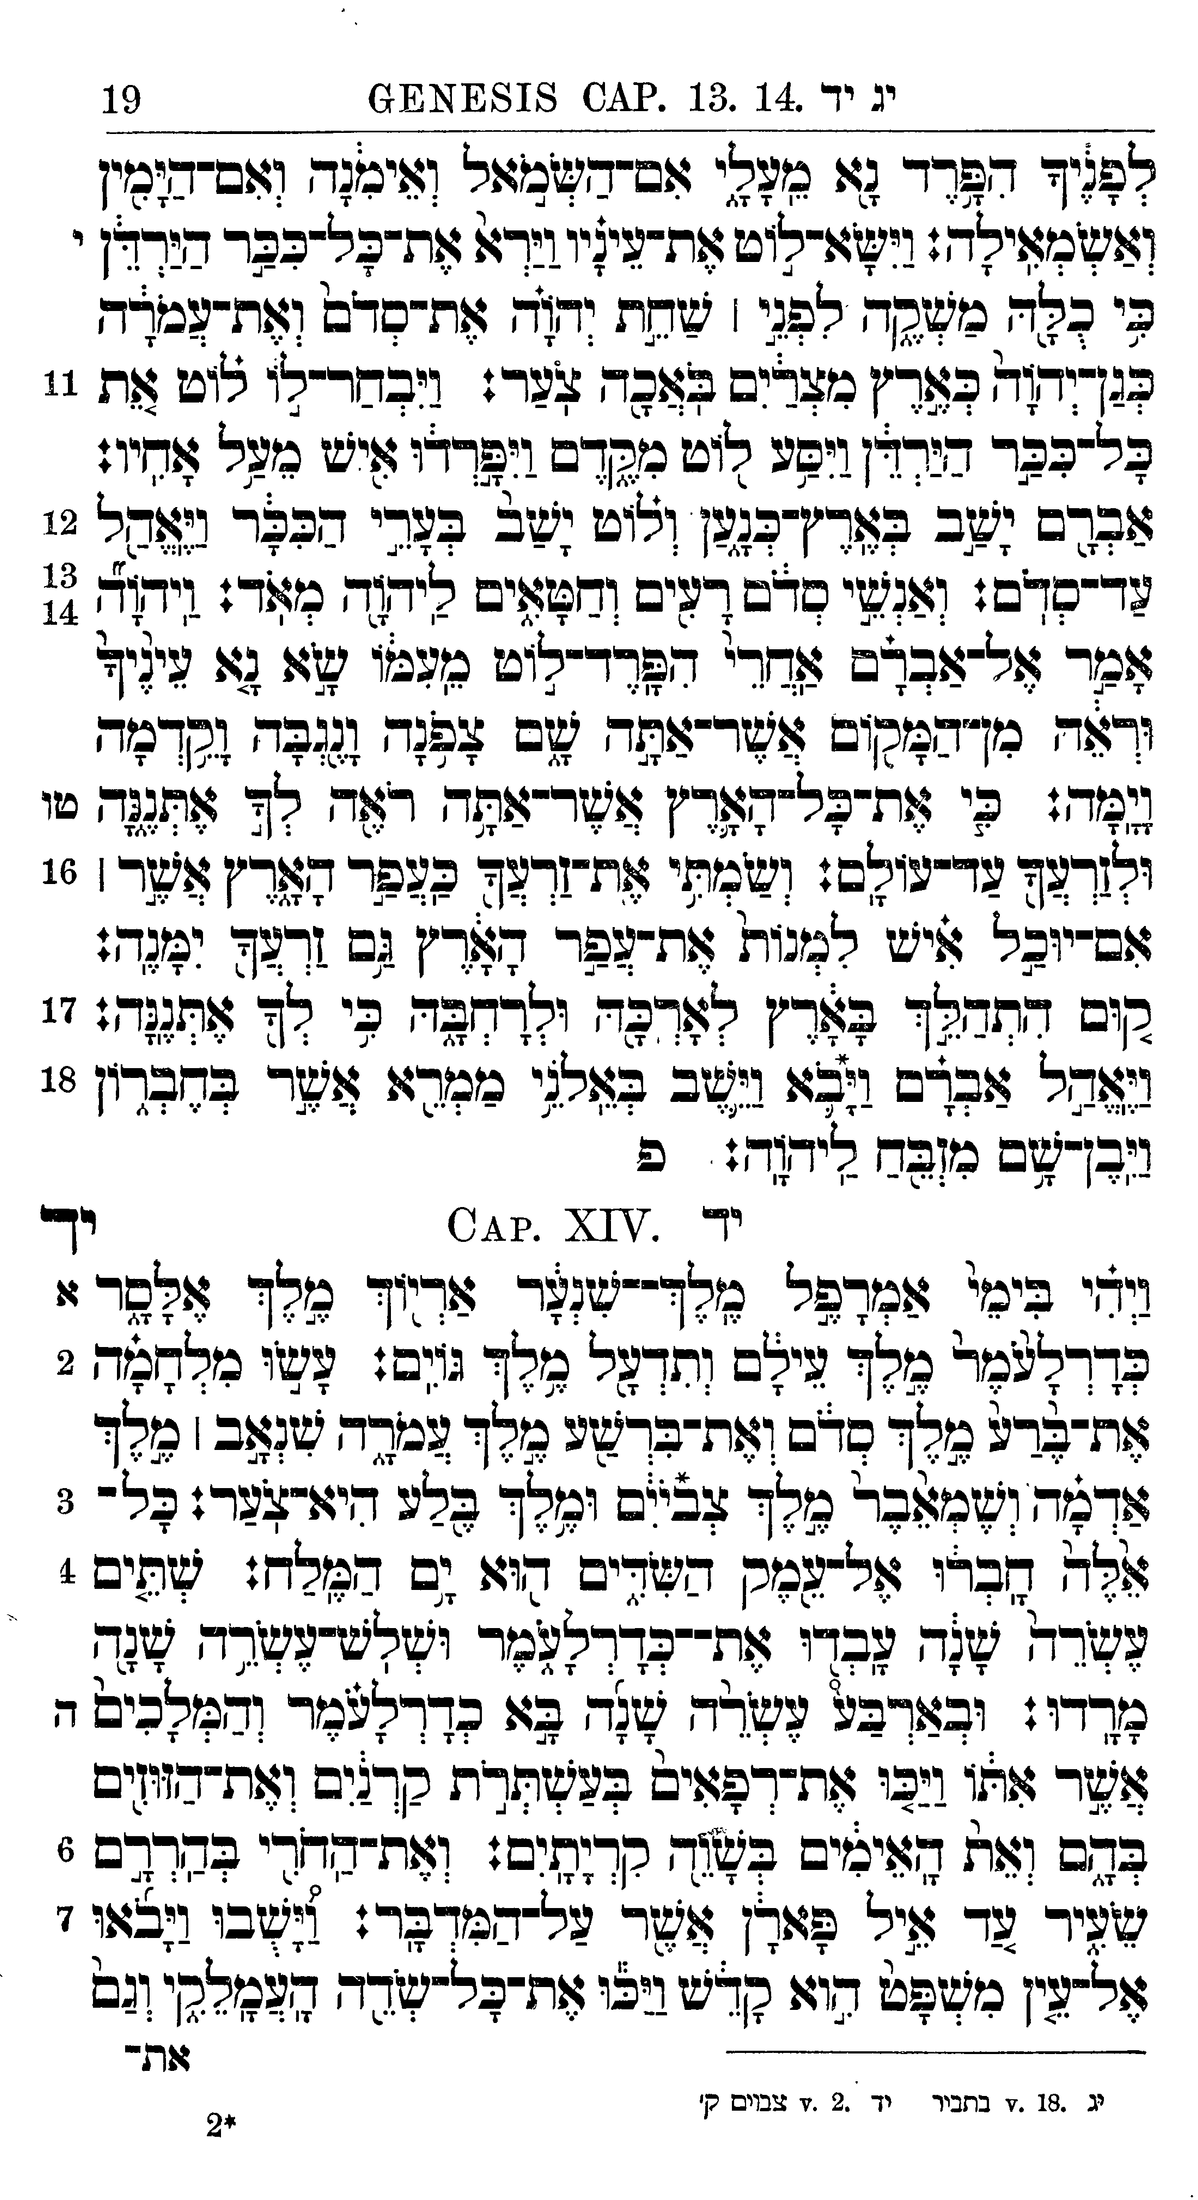 19 GENESIS CAP. 13. 14. יג יד
לְפָנֶ֔יךָ הִפָּ֥רֶד נָ֖א מֵעָלָ֑י אִם־הַשְּׂמֹ֣אל וְאֵימִ֔נָה וְאִם־הַיָּמִ֖ין
וְאַשְׂמְאִֽילָה׃ וַיִּשָּׂא־ל֣וֹט אֶת־עֵינָ֗יו וַיַּרְא֙ אֶת־כָּל־כִּכַּ֣ר הַיַּרְדֵּ֔ן י
כִּ֥י כֻלָּ֖הּ מַשְׁקֶ֑ה לִפְנֵ֣י ׀ שַׁחֵ֣ת יְהוָֹ֗ה אֶת־סְדֹם֙ וְאֶת־עֲמֹרָ֔ה
כְּגַן־יְהוָֹה֙ כְּאֶ֣רֶץ מִצְרַ֔יִם בֹּאֲכָ֖ה צֹֽעַר׃ וַיִּבְחַר־ל֣וֹ ל֗וֹט אֵ֚ת 11
כָּל־כִּכַּ֣ר הַיַּרְדֵּ֔ן וַיִּסַּ֥ע ל֖וֹט מִקֶּ֑דֶם וַיִּפָּ֣רְד֔וּ אִ֖ישׁ מֵעַ֥ל אָחִֽיו׃
אַבְרָ֖ם יָשַׁ֣ב בְּאֶֽרֶץ־כְּנָ֑עַן וְל֗וֹט יָשַׁב֙ בְּעָרֵ֣י הַכִּכָּ֔ר וַיֶּאֱהַ֖ל 12
עַד־סְדֹֽם׃ וְאַנְשֵׁ֣י סְדֹ֔ם רָעִ֖ים וְחַטָּאִ֑ים לַיהוָֹ֖ה מְאֹֽד׃ וַֽיהוָֹ֞ה 13 14
אָמַ֣ר אֶל־אַבְרָ֗ם אַחֲרֵי֙ הִפָּֽרֶד־ל֣וֹט מֵֽעִמּ֔וֹ שָׂ֣א נָ֤א עֵינֶ֙יךָ֙
וּרְאֵ֔ה מִן־הַמָּק֖וֹם אֲשֶׁר־אַתָּ֣ה שָׁ֑ם צָפֹ֥נָה וָנֶ֖גְבָּה וָקֵ֥דְמָה
וָיָֽמָּה׃ כִּ֧י אֶת־כָּל־הָאָ֛רֶץ אֲשֶׁר־אַתָּ֥ה רֹאֶ֖ה לְךָ֣ אֶתְּנֶ֑נָּה טו
וּֽלְזַרְעֲךָ֖ עַד־עוֹלָֽם׃ וְשַׂמְתִּ֥י אֶֽת־זַרְעֲךָ֖ כַּעֲפַ֣ר הָאָ֑רֶץ אֲשֶׁ֣ר ׀ 16
אִם־יוּכַ֣ל אִ֗ישׁ לִמְנוֹת֙ אֶת־עֲפַ֣ר הָאָ֔רֶץ גַּֽם זַרְעֲךָ֖ יִמָּנֶֽה׃
ק֚וּם הִתְהַלֵּ֣ךְ בָּאָ֔רֶץ לְאָרְכָּ֖הּ וּלְרָחְבָּ֑הּ כִּ֥י לְךָ֖ אֶתְּנֶֽנָּה׃ 17
וַיֶּאֱהַ֣ל אַבְרָ֗ם וַיָּ֛בֹא* וַיֵּ֛שֶׁב בְּאֵלֹנֵ֥י מַמְרֵ֖א אֲשֶׁ֣ר בְּחֶבְר֑וֹן 18
וַיִּֽבֶן־שָׁ֥ם מִזְבֵּ֖חַ לַֽיהוָֹֽה׃ פ
יד CAP. XIV. יד
וַיְהִ֗י בִּימֵי֙ אַמְרָפֶ֣ל מֶֽלֶךְ־שִׁנְעָ֔ר אַרְי֖וֹךְ מֶ֣לֶךְ אֶלָּסָ֑ר א
כְּדָרְלָעֹ֙מֶר֙ מֶ֣לֶךְ עֵילָ֔ם וְתִדְעָ֖ל מֶ֥לֶךְ גּוֹיִֽם׃ עָשׂ֣וּ מִלְחָמָ֗ה 2
אֶת־בֶּ֙רַע֙ מֶ֣לֶךְ סְדֹ֔ם וְאֶת־בִּרְשַׁ֖ע מֶ֣לֶךְ עֲמֹרָ֑ה שִׁנְאָ֣ב ׀ מֶ֣לֶךְ
אַדְמָ֗ה וְשֶׁמְאֵ֙בֶר֙ מֶ֣לֶךְ צְבֹיִ֔ים* וּמֶ֥לֶךְ בֶּ֖לַע הִיא־צֹֽעַר׃ כָּל־ 3
אֵ֙לֶּה֙ חָֽבְר֔וּ אֶל־עֵ֖מֶק הַשִּׂדִּ֑ים ה֖וּא יָ֥ם הַמֶּֽלַח׃ שְׁתֵּ֤ים 4
עֶשְׂרֵה֙ שָׁנָ֔ה עָבְד֖וּ אֶת־כְּדָרְלָעֹ֑מֶר וּשְׁלֹשׁ־עֶשְׂרֵ֥ה שָׁנָ֖ה
מָרָֽדוּ׃ וּבְאַרְבַּע֩ עֶשְׂרֵ֨ה שָׁנָ֜ה בָּ֣א כְדָרְלָעֹ֗מֶר וְהַמְּלָכִים֙ ה
אֲשֶׁ֣ר אִתּ֔וֹ וַיַּכּ֤וּ אֶת־רְפָאִים֙ בְּעַשְׁתְּרֹ֣ת קַרְנַ֔יִם וְאֶת־הַזּוּזִ֖ים
בְּהָ֑ם וְאֵת֙ הָֽאֵימִ֔ים בְּשָׁוֵ֖ה קִרְיָתָֽיִם׃ וְאֶת־הַחֹרִ֖י בְּהַרְרָ֣ם 6
שֵׂעִ֑יר עַ֚ד אֵ֣יל פָּארָ֔ן אֲשֶׁ֖ר עַל־הַמִּדְבָּֽר׃ וַ֠יָּשֻׁבוּ וַיָּבֹ֜אוּ 7
אֶל־עֵ֤ין מִשְׁפָּט֙ הִ֣וא קָדֵ֔שׁ וַיַּכּ֕וּ אֶֽת־כָּל־שְׂדֵ֖ה הָעֲמָלֵקִ֑י וְגַם֙
את־
יג v. 18. בתביר יד v. 2. צבוים ק׳
2*